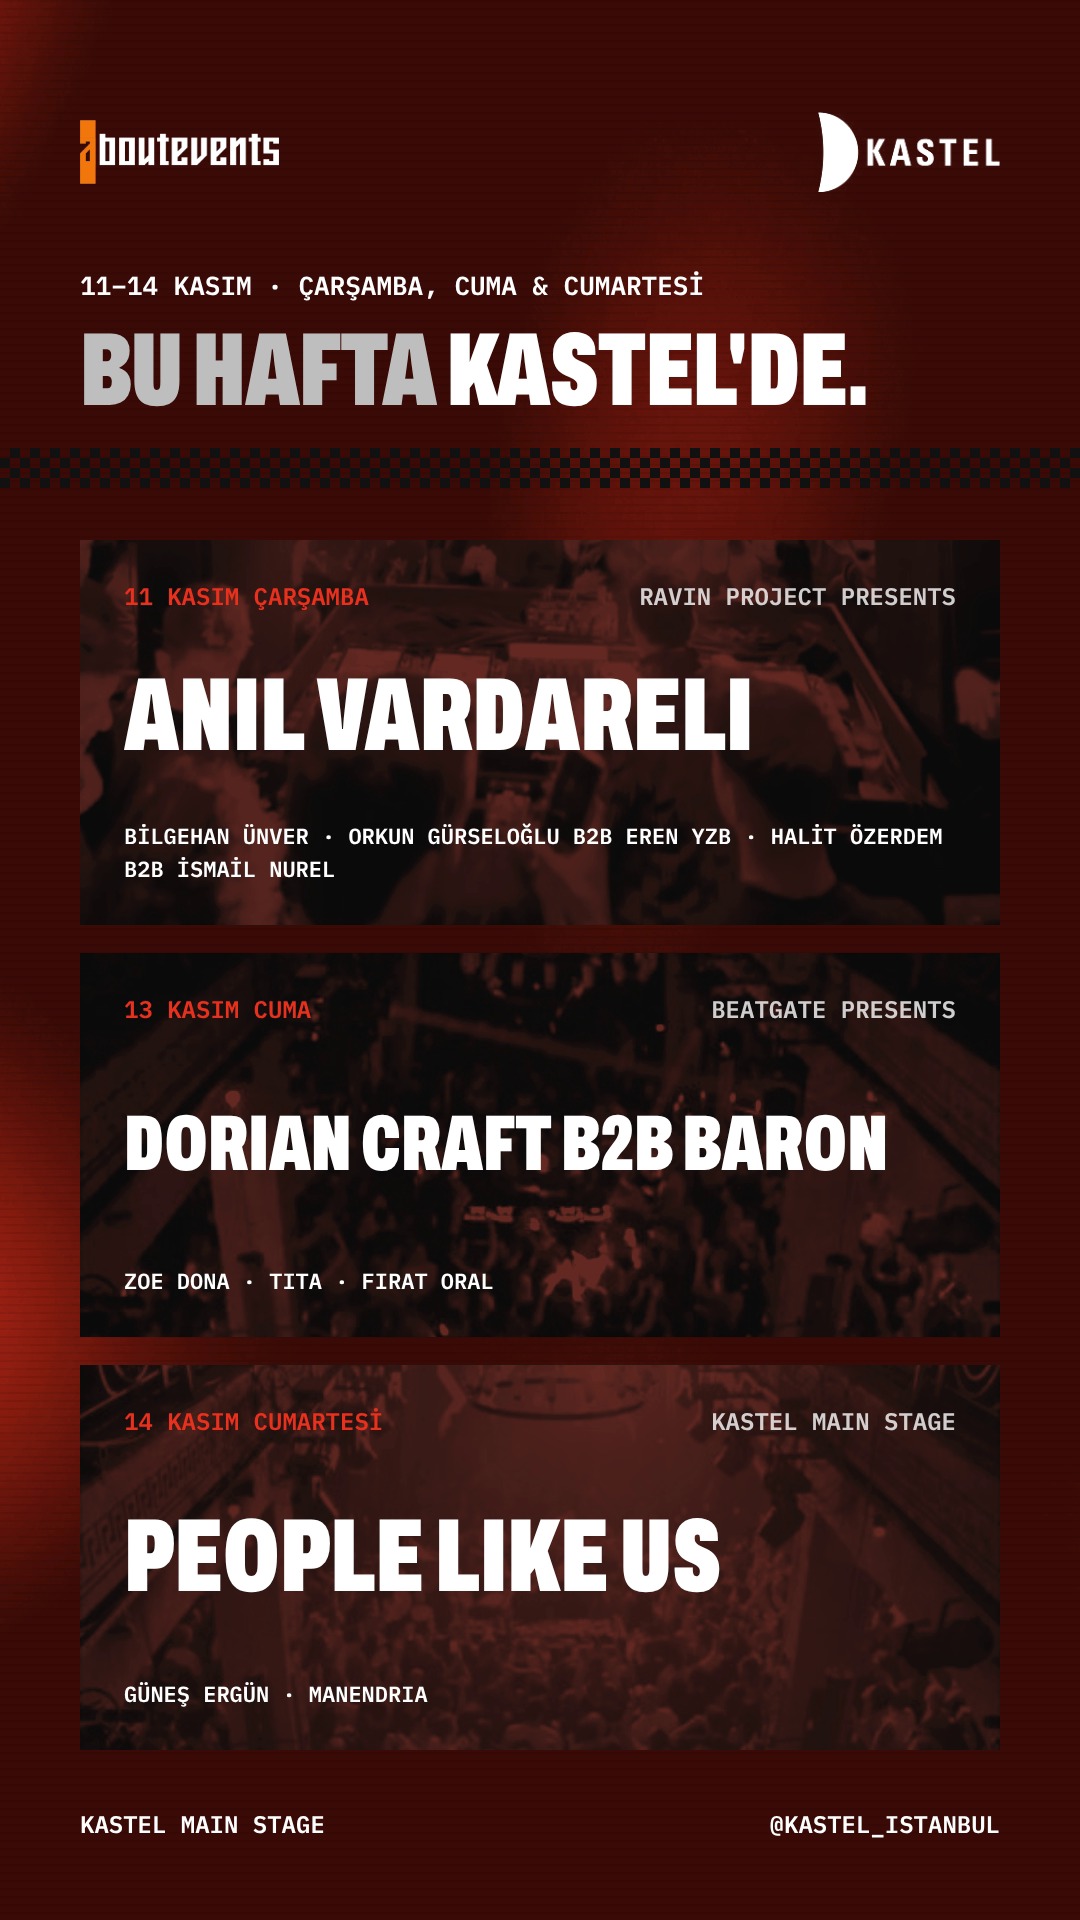 aboutevents
KASTEL
11–14 KASIM · ÇARŞAMBA, CUMA & CUMARTESİ
BU HAFTA KASTEL'DE.
11 KASIM ÇARŞAMBA
RAVIN PROJECT PRESENTS
ANIL VARDARELI
BİLGEHAN ÜNVER · ORKUN GÜRSELOĞLU B2B EREN YZB · HALİT ÖZERDEM
B2B İSMAİL NUREL
13 KASIM CUMA
BEATGATE PRESENTS
DORIAN CRAFT B2B BARON
ZOE DONA · TITA · FIRAT ORAL
14 KASIM CUMARTESİ
KASTEL MAIN STAGE
PEOPLE LIKE US
GÜNEŞ ERGÜN · MANENDRIA
KASTEL MAIN STAGE
@KASTEL_ISTANBUL